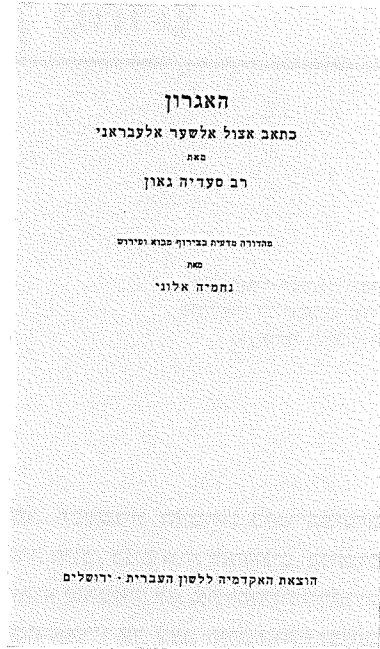 האגרון
כתאב אצול אלשער אלעבראני
מאת
רב סעדיה גאון
מהדורה מדעית בצירוף מבוא ופירוש
מאת
נחמיה אלוני
הוצאת האקדמיה ללשון העברית · ירושלים